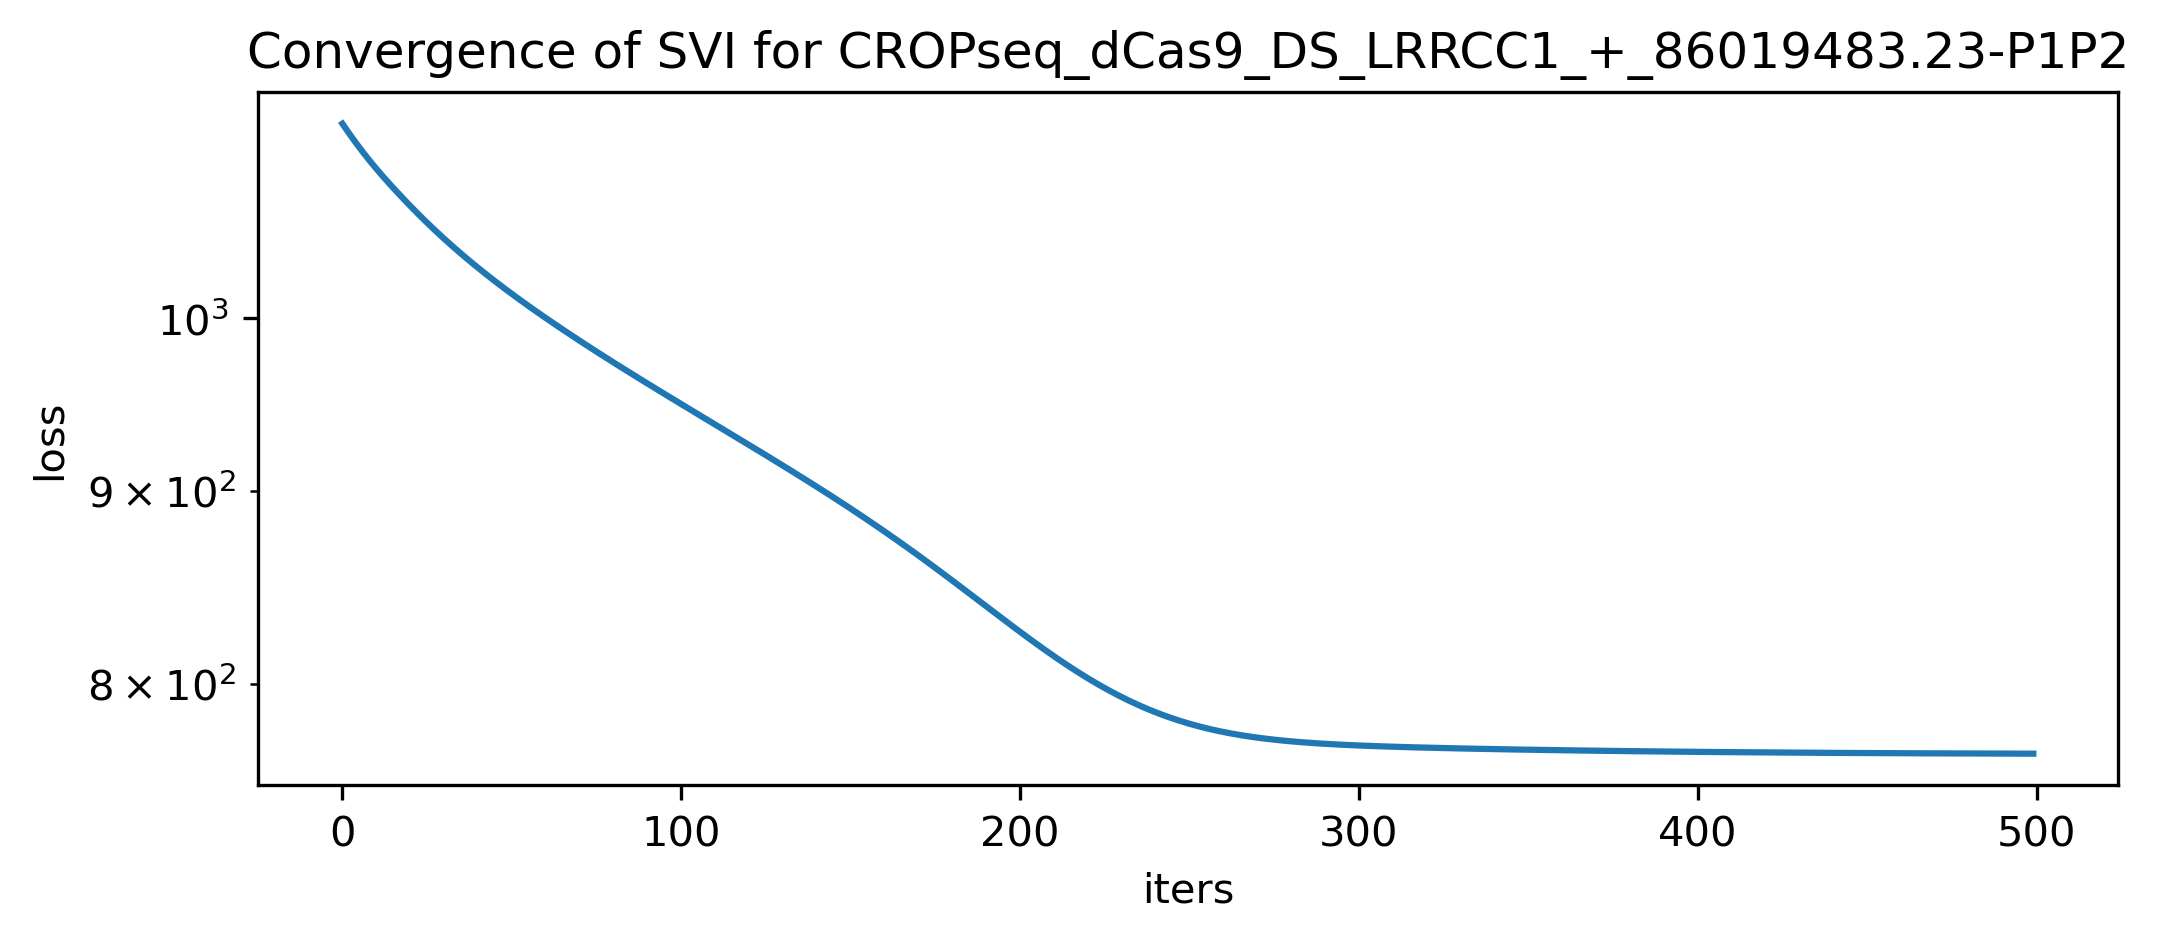 Convergence of SVI for CROPseq_dCas9_DS_LRRCC1_+_86019483.23-P1P2
loss
10³
9 × 10²
8 × 10²
0 100 200 300 400 500
iters